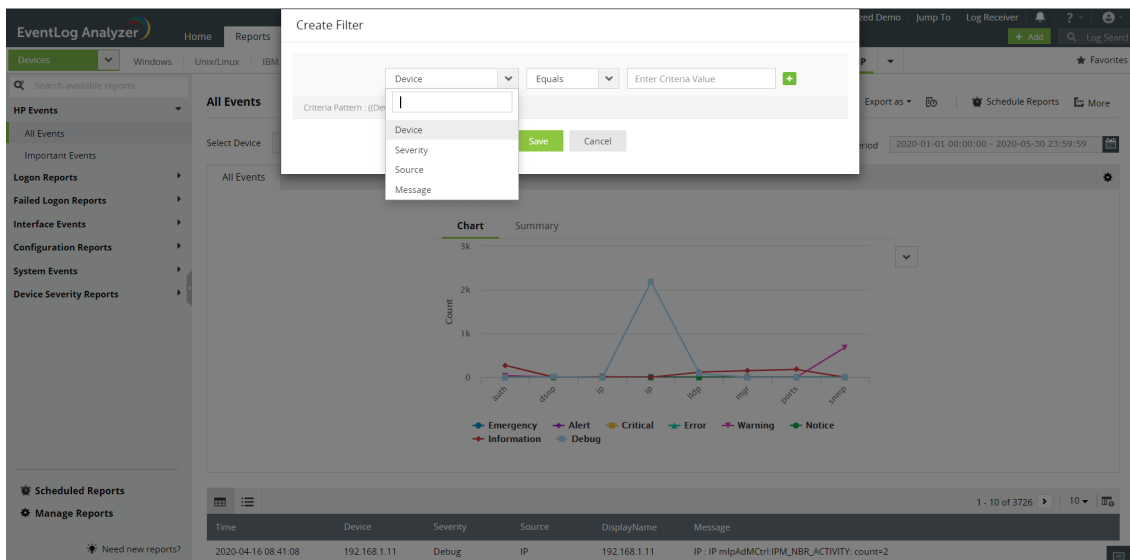 Create Filter
EventLog Analyzer
Home
Reports
red Demo
Jump To
Log Receiver
?
+ Add
Log Search
Devices
Windows
Unix/Linux
IBM
P
Favorites
Search available reports
HP Events
All Events
Important Events
Logon Reports
Failed Logon Reports
Interface Events
Configuration Reports
System Events
Device Severity Reports
Scheduled Reports
Manage Reports
Need new reports?
Device
Equals
Enter Criteria Value
Criteria Pattern : ((De
Device
Severity
Source
Message
Save
Cancel
All Events
Export as
Schedule Reports
More
Select Device
riod
2020-01-01 00:00:00 - 2020-05-30 23:59:59
All Events
Chart
Summary
3k
2k
1k
0
Count
auth
dsnp
ip
ip
lldp
mgr
ports
snmp
Emergency
Alert
Critical
Error
Warning
Notice
Information
Debug
1 - 10 of 3726
10
Time
Device
Severity
Source
DisplayName
Message
2020-04-16 08:41:08
192.168.1.11
Debug
IP
192.168.1.11
IP : IP mlpAdMCtrl:IPM_NBR_ACTIVITY: count=2